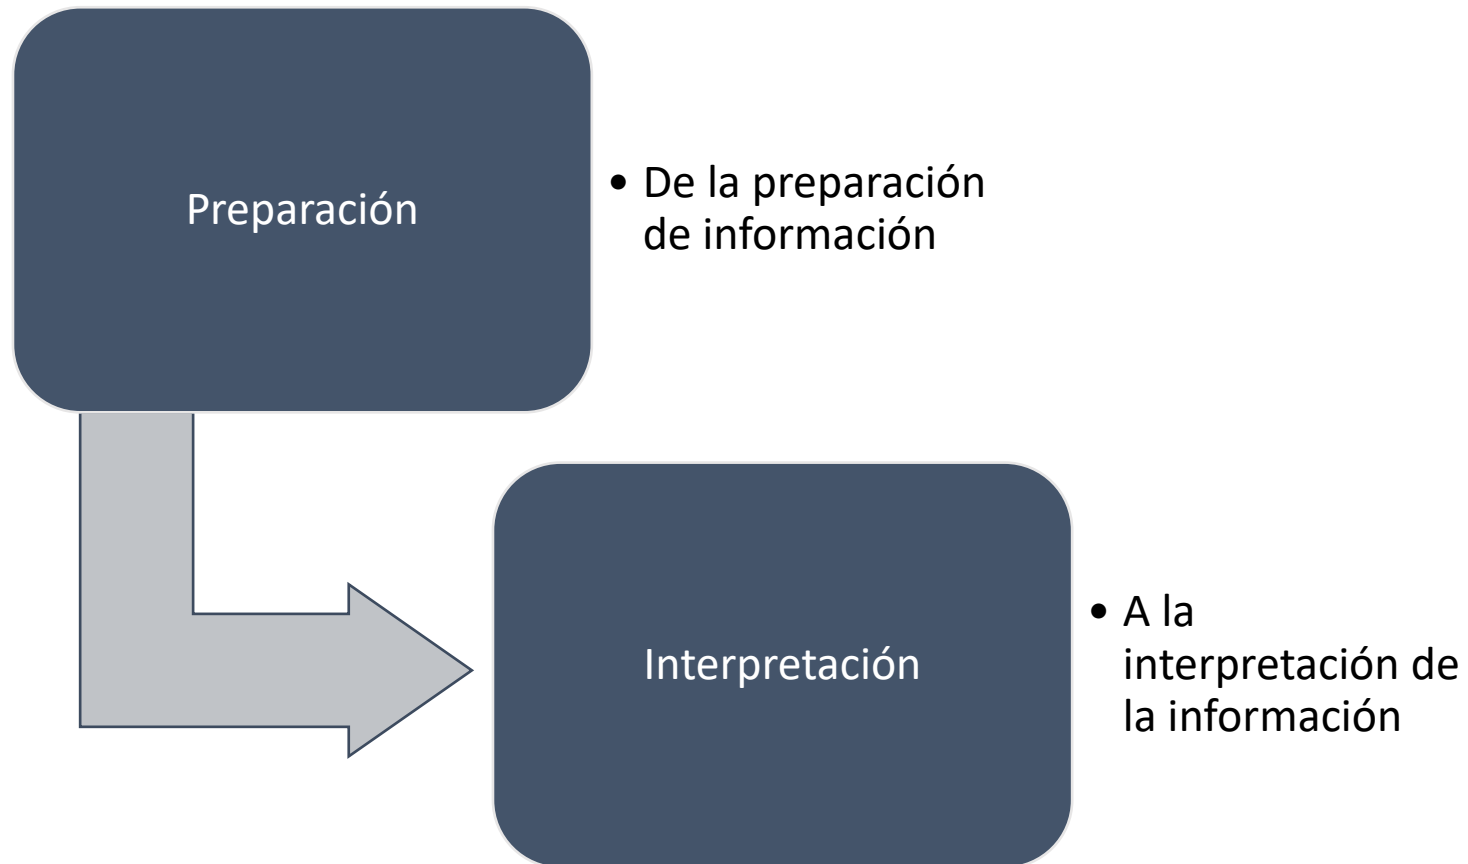 Preparación
• De la preparación
de información
Interpretación
• A la
interpretación de
la información